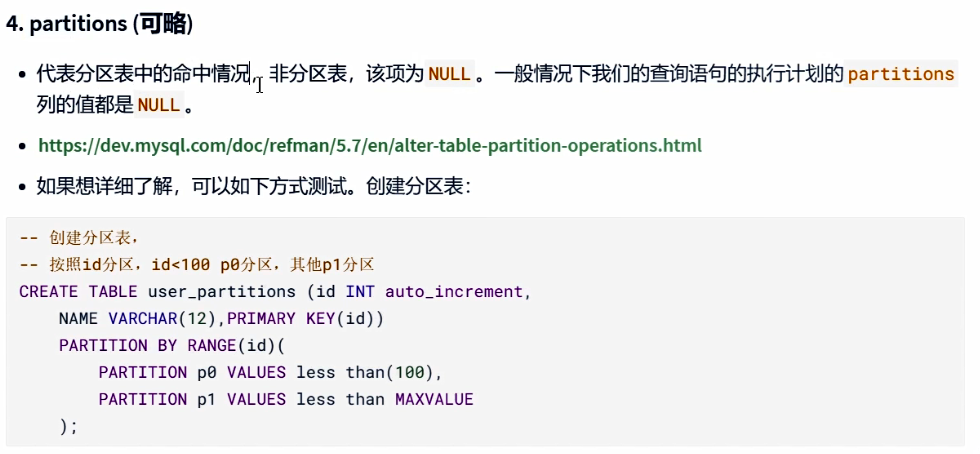 4. partitions (可略)
代表分区表中的命中情况，非分区表，该项为 NULL 。一般情况下我们的查询语句的执行计划的 partitions
列的值都是 NULL 。
https://dev.mysql.com/doc/refman/5.7/en/alter-table-partition-operations.html
如果想详细了解，可以如下方式测试。创建分区表：
-- 创建分区表，
-- 按照id分区，id<100 p0分区，其他p1分区
CREATE TABLE user_partitions (id INT auto_increment,
NAME VARCHAR(12),PRIMARY KEY(id))
PARTITION BY RANGE(id)(
PARTITION p0 VALUES less than(100),
PARTITION p1 VALUES less than MAXVALUE
);